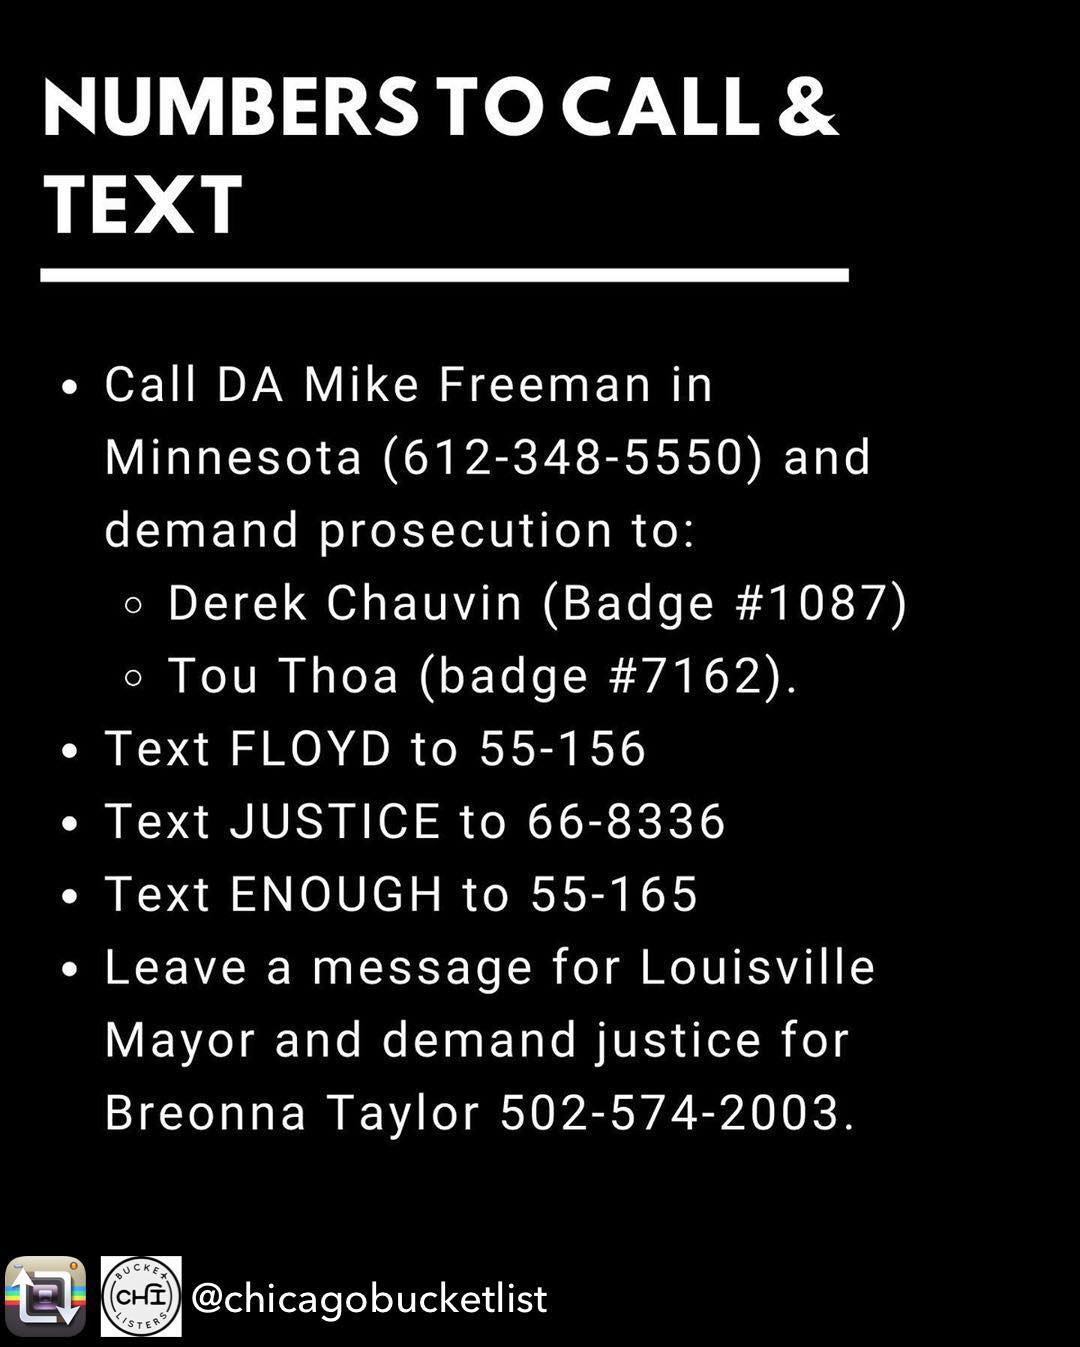 NUMBERS TO CALL &
TEXT
• Call DA Mike Freeman in
Minnesota (612-348-5550) and
demand prosecution to:
◦ Derek Chauvin (Badge #1087)
◦ Tou Thoa (badge #7162).
• Text FLOYD to 55-156
• Text JUSTICE to 66-8336
• Text ENOUGH to 55-165
• Leave a message for Louisville
Mayor and demand justice for
Breonna Taylor 502-574-2003.
BUCKET
CHI
LISTERS
@chicagobucketlist